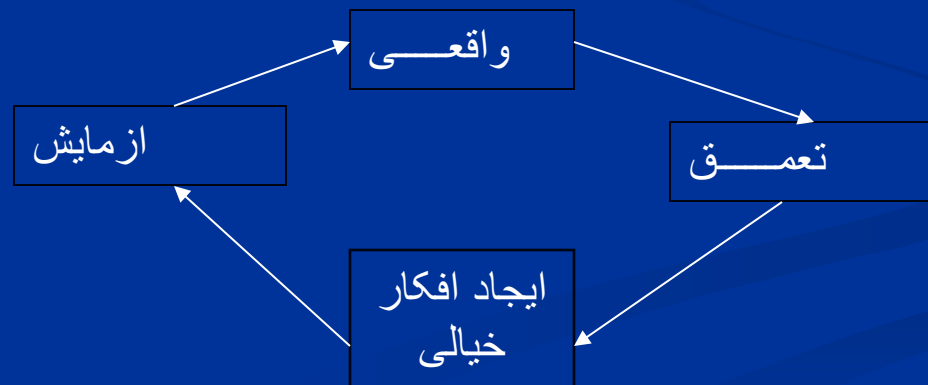 واقعـــــی
تعمـــــق
ازمایش
ایجاد افکار
خیالی